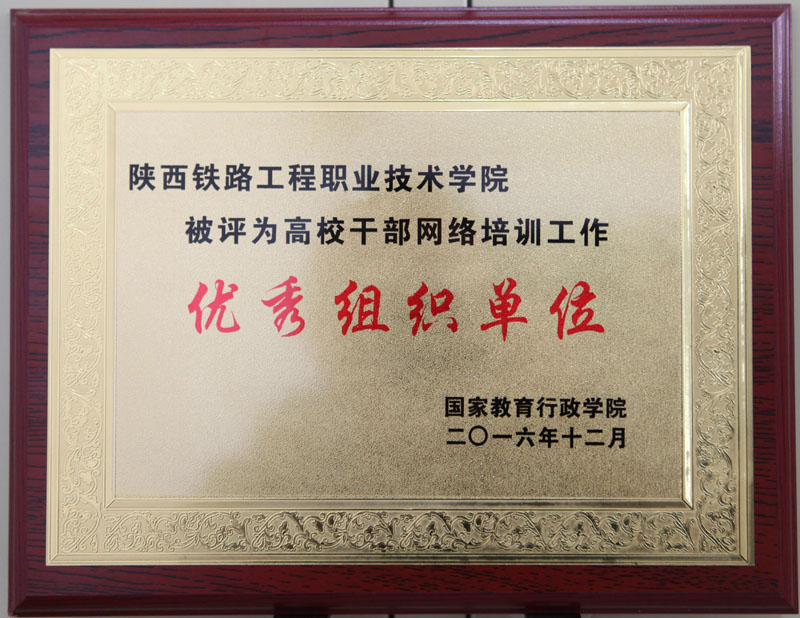 陕西铁路工程职业技术学院
被评为高校干部网络培训工作
优秀组织单位
国家教育行政学院
二〇一六年十二月